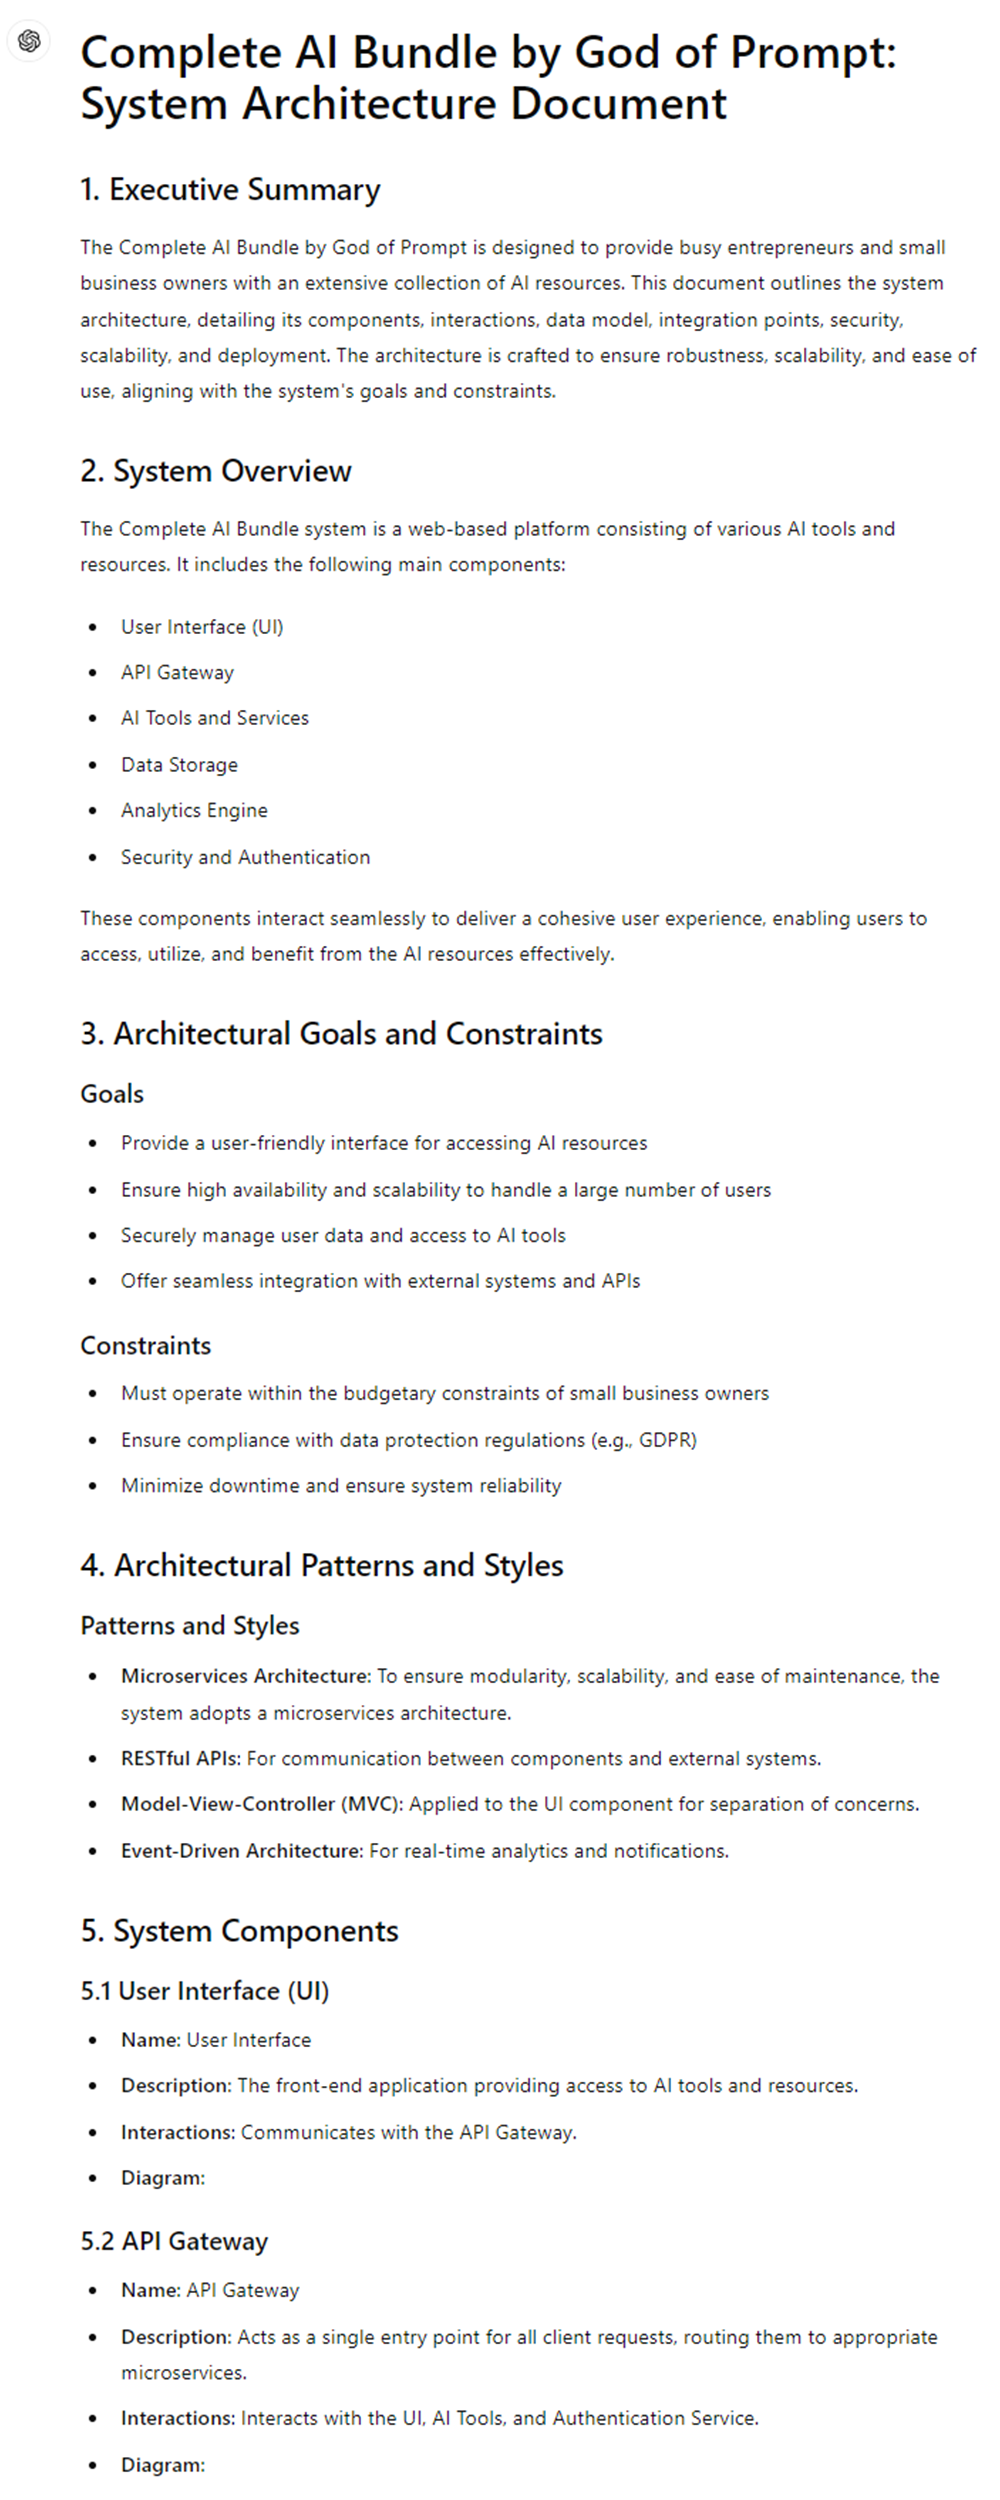 Complete AI Bundle by God of Prompt:
System Architecture Document
1. Executive Summary
The Complete AI Bundle by God of Prompt is designed to provide busy entrepreneurs and small
business owners with an extensive collection of AI resources. This document outlines the system
architecture, detailing its components, interactions, data model, integration points, security,
scalability, and deployment. The architecture is crafted to ensure robustness, scalability, and ease of
use, aligning with the system's goals and constraints.
2. System Overview
The Complete AI Bundle system is a web-based platform consisting of various AI tools and
resources. It includes the following main components:
• User Interface (UI)
• API Gateway
• AI Tools and Services
• Data Storage
• Analytics Engine
• Security and Authentication
These components interact seamlessly to deliver a cohesive user experience, enabling users to
access, utilize, and benefit from the AI resources effectively.
3. Architectural Goals and Constraints
Goals
• Provide a user-friendly interface for accessing AI resources
• Ensure high availability and scalability to handle a large number of users
• Securely manage user data and access to AI tools
• Offer seamless integration with external systems and APIs
Constraints
• Must operate within the budgetary constraints of small business owners
• Ensure compliance with data protection regulations (e.g., GDPR)
• Minimize downtime and ensure system reliability
4. Architectural Patterns and Styles
Patterns and Styles
• Microservices Architecture: To ensure modularity, scalability, and ease of maintenance, the
system adopts a microservices architecture.
• RESTful APIs: For communication between components and external systems.
• Model-View-Controller (MVC): Applied to the UI component for separation of concerns.
• Event-Driven Architecture: For real-time analytics and notifications.
5. System Components
5.1 User Interface (UI)
• Name: User Interface
• Description: The front-end application providing access to AI tools and resources.
• Interactions: Communicates with the API Gateway.
• Diagram:
5.2 API Gateway
• Name: API Gateway
• Description: Acts as a single entry point for all client requests, routing them to appropriate
microservices.
• Interactions: Interacts with the UI, AI Tools, and Authentication Service.
• Diagram: